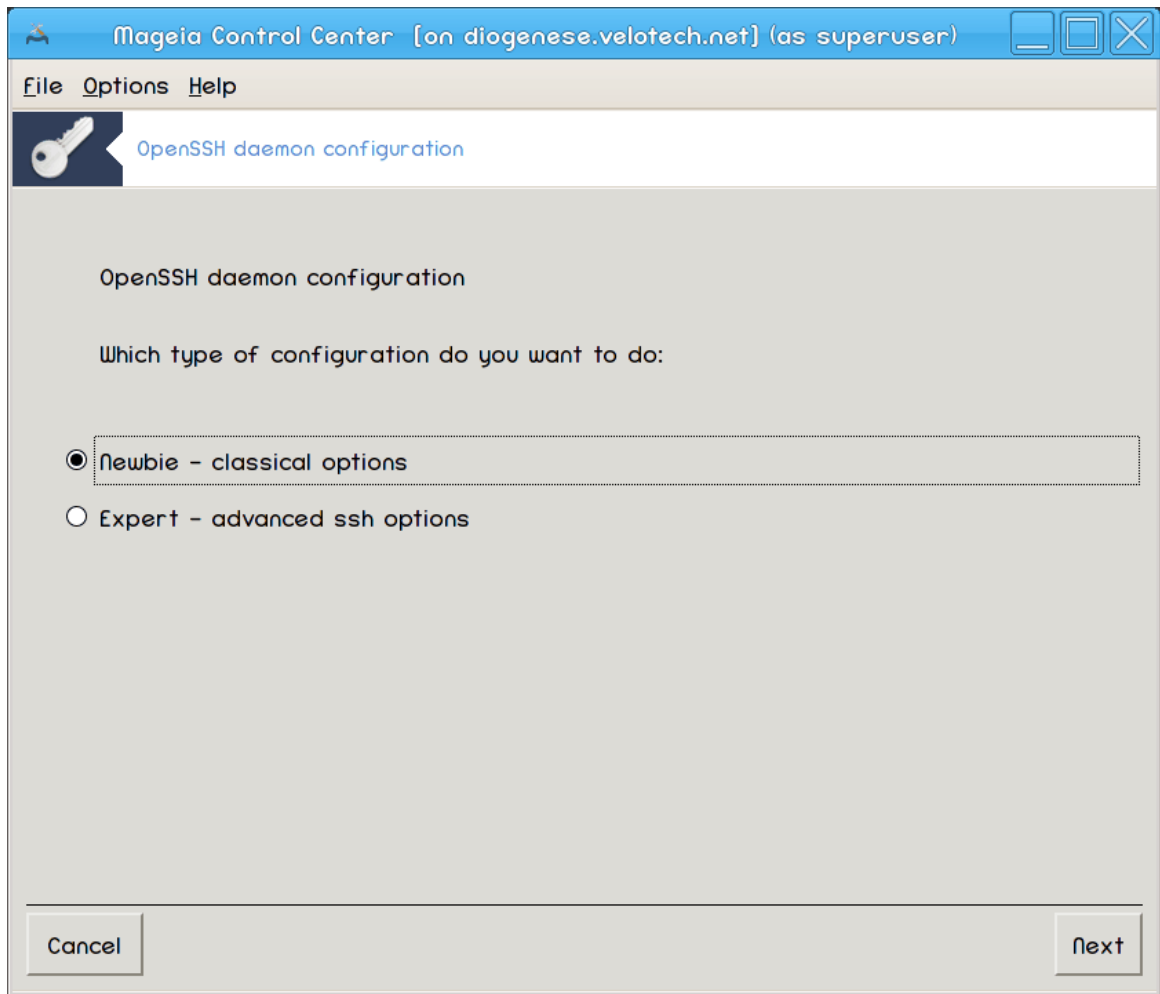 Mageia Control Center [on diogenese.velotech.net] (as superuser)
File Options Help
OpenSSH daemon configuration
OpenSSH daemon configuration
Which type of configuration do you want to do:
Newbie - classical options
Expert - advanced ssh options
Cancel Next